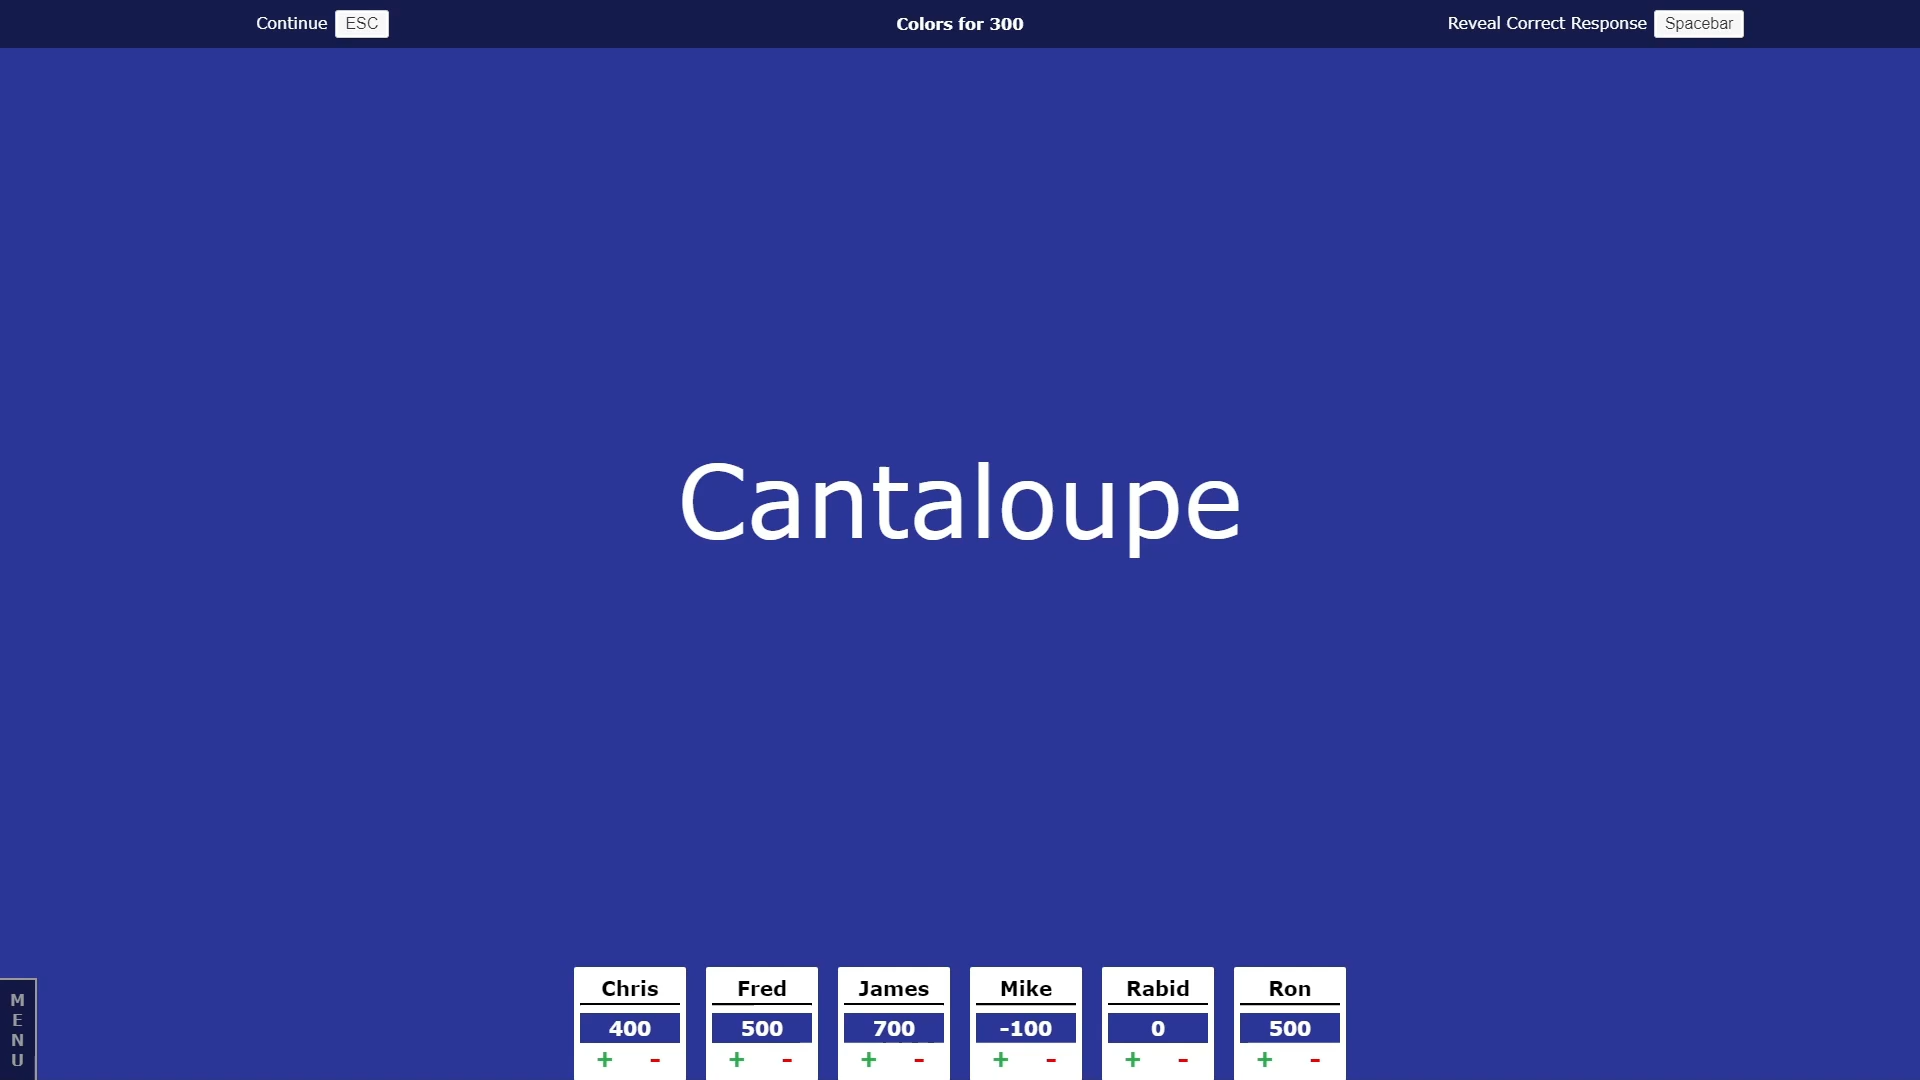 Continue ESC
Colors for 300
Reveal Correct Response Spacebar
Cantaloupe
MENU
Chris Fred James Mike Rabid Ron
400 500 700 -100 0 500
+ - + - + - + - + - + -